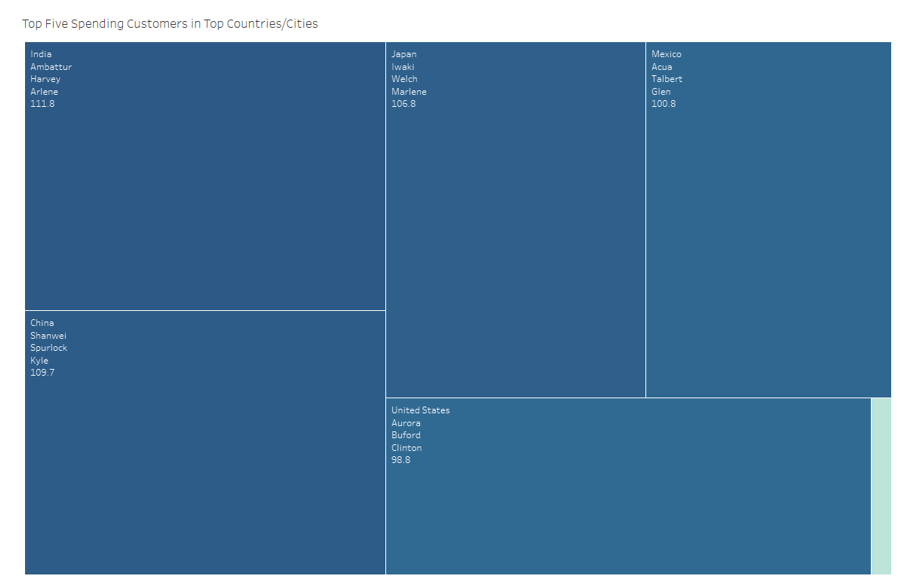 Top Five Spending Customers in Top Countries/Cities
India
Ambattur
Harvey
Arlene
111.8
Japan
Iwaki
Welch
Marlene
106.8
Mexico
Acua
Talbert
Glen
100.8
China
Shanwei
Spurlock
Kyle
109.7
United States
Aurora
Buford
Clinton
98.8